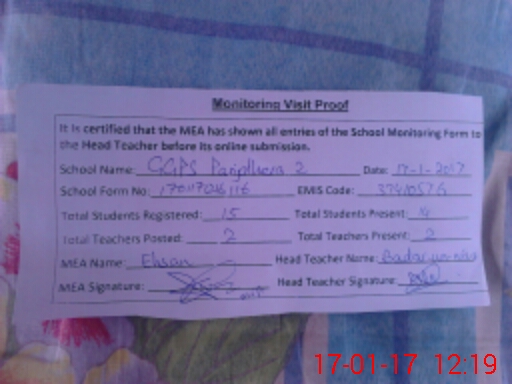 Monitoring Visit Proof
It is certified that the MEA has shown all entries of the School Monitoring Form to
the Head Teacher before its online submission.
School Name: GGPS 2 Date: 17-1-2017
School Form No: EMIS Code:
Total Students Registered: 15 Total Students Present: 14
Total Teachers Posted: 2 Total Teachers Present: 2
MEA Name: Ehsan Head Teacher Name:
MEA Signature: Head Teacher Signature:
17-01-17 12:19